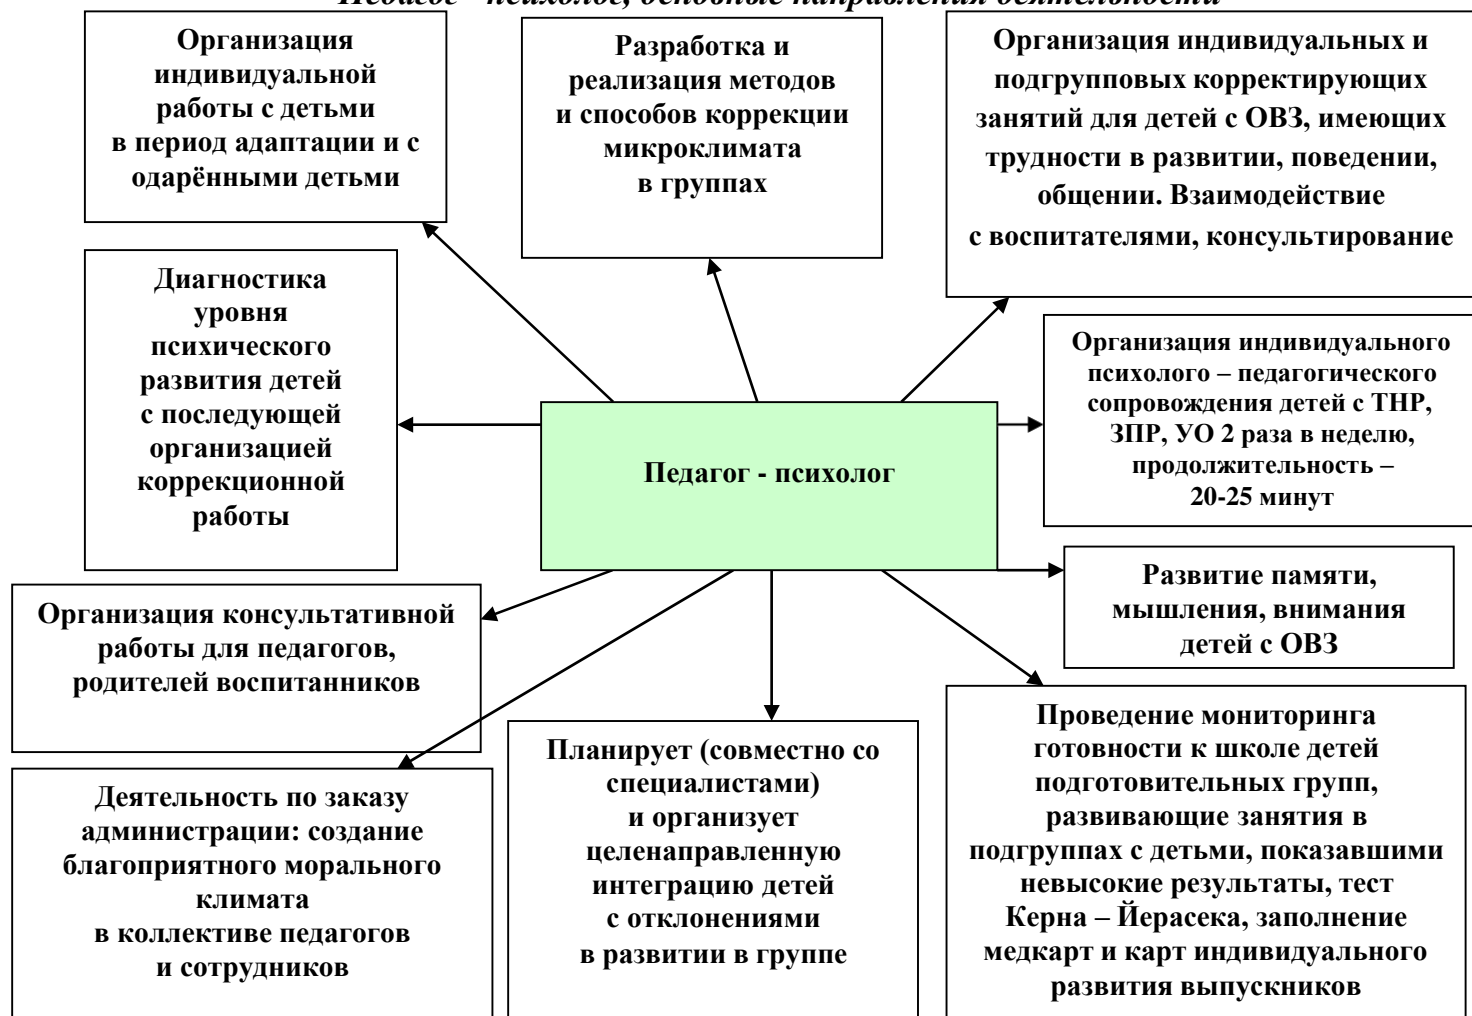 Педагог - психолог, основные направления деятельности
Организация
индивидуальной
работы с детьми
в период адаптации и с
одарёнными детьми
Разработка и
реализация методов
и способов коррекции
микроклимата
в группах
Организация индивидуальных и
подгрупповых корректирующих
занятий для детей с ОВЗ, имеющих
трудности в развитии, поведении,
общении. Взаимодействие
с воспитателями, консультирование
Диагностика
уровня
психического
развития детей
с последующей
организацией
коррекционной
работы
Организация индивидуального
психолого – педагогического
сопровождения детей с ТНР,
ЗПР, УО 2 раза в неделю,
продолжительность –
20-25 минут
Педагог - психолог
Развитие памяти,
мышления, внимания
детей с ОВЗ
Организация консультативной
работы для педагогов,
родителей воспитанников
Деятельность по заказу
администрации: создание
благоприятного морального
климата
в коллективе педагогов
и сотрудников
Планирует (совместно со
специалистами)
и организует
целенаправленную
интеграцию детей
с отклонениями
в развитии в группе
Проведение мониторинга
готовности к школе детей
подготовительных групп,
развивающие занятия в
подгруппах с детьми, показавшими
невысокие результаты, тест
Керна – Йерасека, заполнение
медкарт и карт индивидуального
развития выпускников